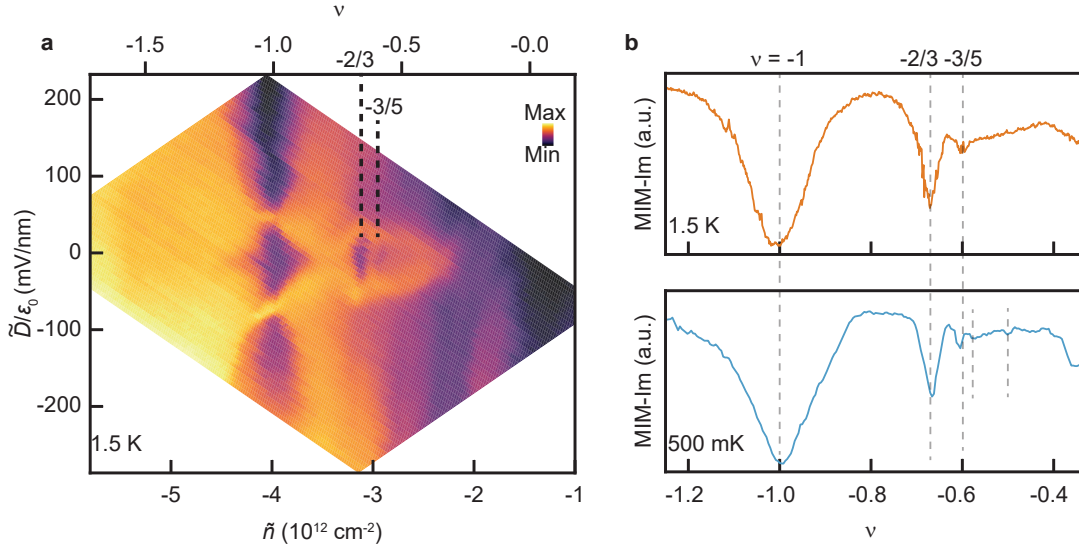 ν
a
-1.5 -1.0 -0.5 -0.0
-2/3
-3/5
Max
Min
200
100
0
-100
-200
D̃/ε₀ (mV/nm)
1.5 K
-5 -4 -3 -2 -1
ñ (10¹² cm⁻²)
b
ν = -1 -2/3 -3/5
MIM-Im (a.u.)
1.5 K
MIM-Im (a.u.)
500 mK
-1.2 -1.0 -0.8 -0.6 -0.4
ν